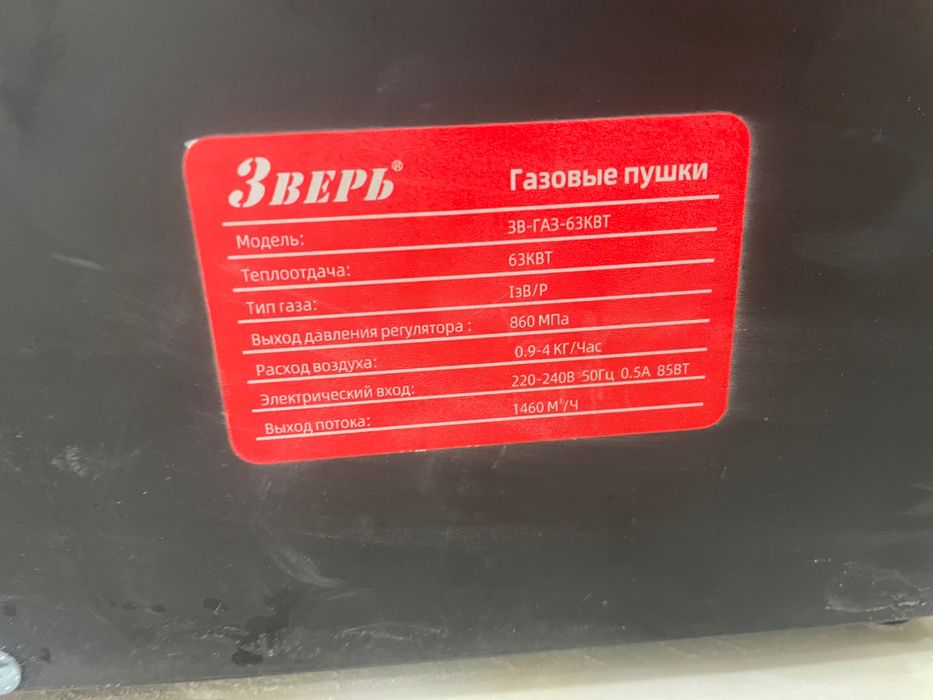 Зверь®
Газовые пушки
Модель: ЗВ-ГАЗ-63КВТ
Теплоотдача: 63КВТ
Тип газа: IзВ/Р
Выход давления регулятора : 860 МПа
Расход воздуха: 0.9-4 КГ/Час
Электрический вход: 220-240В 50Гц 0.5А 85ВТ
Выход потока: 1460 М³/Ч